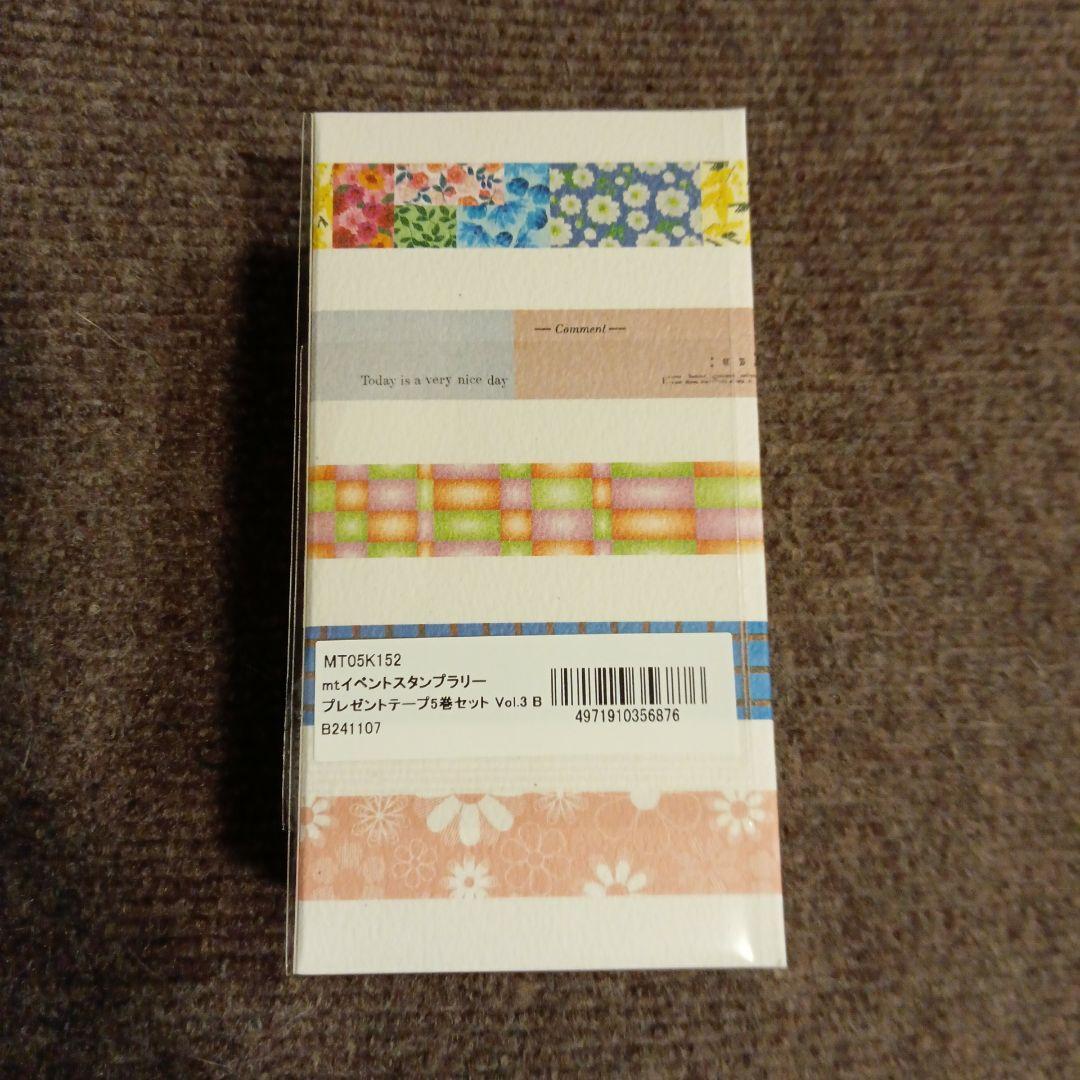 — Comment —
Today is a very nice day
MT05K152
mtイベントスタンプラリー
プレゼントテープ5巻セット Vol.3 B
B241107
4971910356876